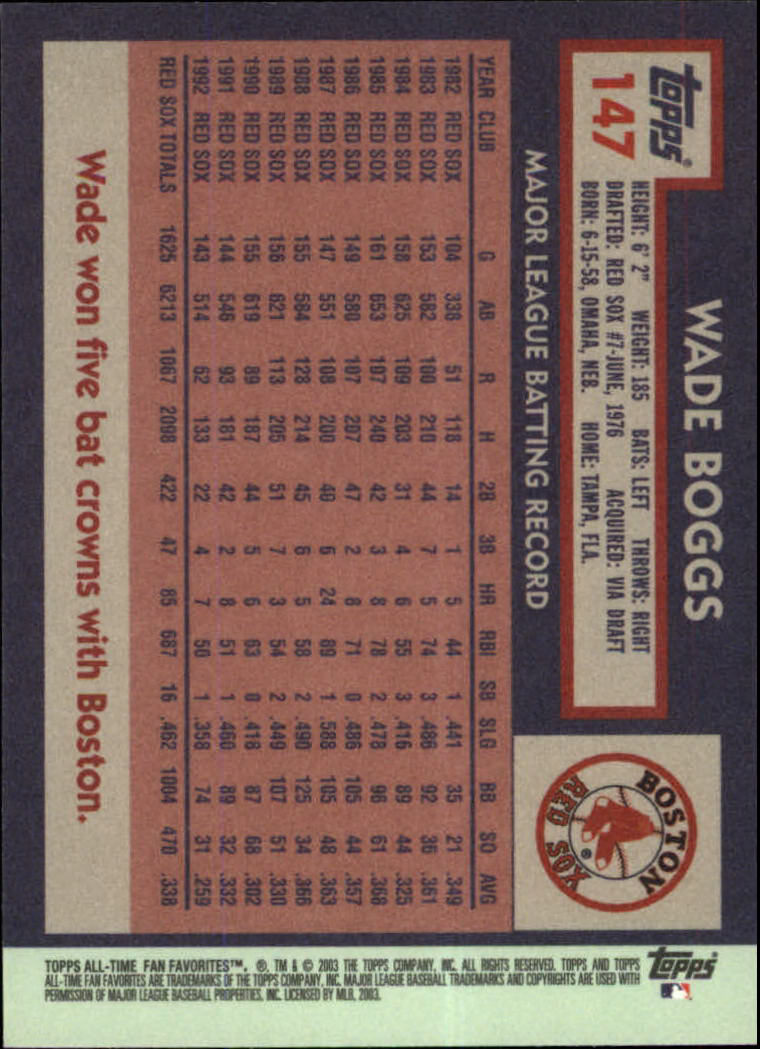 topps®
147
WADE BOGGS
HEIGHT: 6' 2" WEIGHT: 185 BATS: LEFT THROWS: RIGHT
DRAFTED: RED SOX #7-JUNE, 1976 ACQUIRED: VIA DRAFT
BORN: 6-15-58, OMAHA, NEB. HOME: TAMPA, FLA.
BOSTON
RED SOX
®
MAJOR LEAGUE BATTING RECORD
YEAR CLUB G AB R H 2B 3B HR RBI SB SLG BB SO AVG
1982 RED SOX 104 338 51 118 14 1 5 44 1 .441 35 21 .349
1983 RED SOX 153 582 100 210 44 7 5 74 3 .486 92 36 .361
1984 RED SOX 158 625 109 203 31 4 6 55 3 .416 89 44 .325
1985 RED SOX 161 653 107 240 42 3 8 78 2 .478 96 61 .368
1986 RED SOX 149 580 107 207 47 2 8 71 0 .486 105 44 .357
1987 RED SOX 147 551 108 200 40 6 24 89 1 .588 105 48 .363
1988 RED SOX 155 584 128 214 45 6 5 58 2 .490 125 34 .366
1989 RED SOX 156 621 113 205 51 7 3 54 2 .449 107 51 .330
1990 RED SOX 155 619 89 187 44 5 6 63 0 .418 87 68 .302
1991 RED SOX 144 546 93 181 42 2 8 51 1 .460 89 32 .332
1992 RED SOX 143 514 62 133 22 4 7 50 1 .358 74 31 .259
RED SOX TOTALS 1625 6213 1067 2098 422 47 85 687 16 .462 1004 470 .338
Wade won five bat crowns with Boston.
TOPPS ALL-TIME FAN FAVORITES™. ®, TM & © 2003 THE TOPPS COMPANY, INC. ALL RIGHTS RESERVED. TOPPS AND TOPPS
ALL-TIME FAN FAVORITES ARE TRADEMARKS OF THE TOPPS COMPANY, INC. MAJOR LEAGUE BASEBALL TRADEMARKS AND COPYRIGHTS ARE USED WITH
PERMISSION OF MAJOR LEAGUE BASEBALL PROPERTIES, INC. LICENSED BY MLB, 2003.
topps